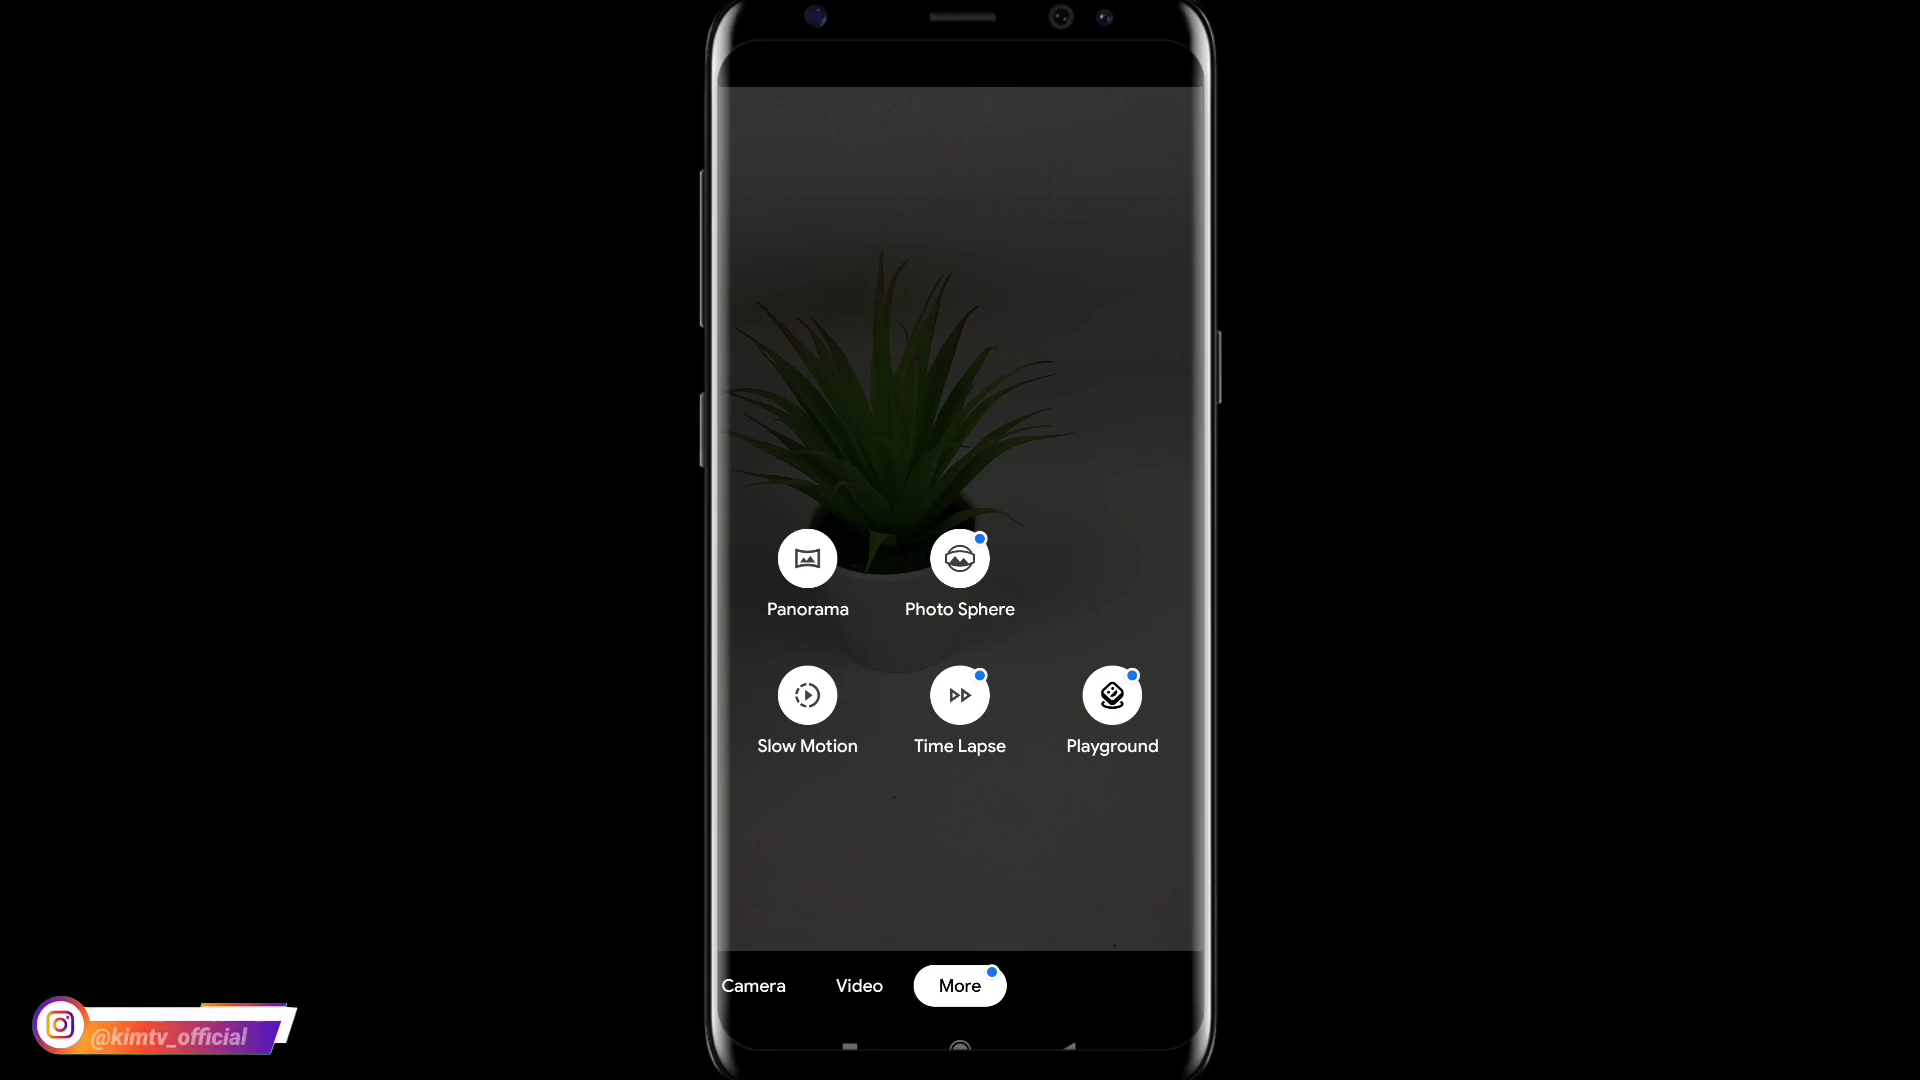 Panorama
Photo Sphere
Slow Motion
Time Lapse
Playground
Camera
Video
More
@kimtv_official